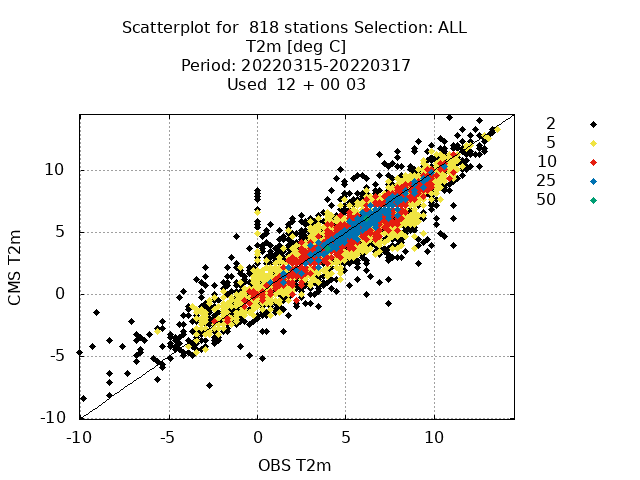 Scatterplot for  818 stations Selection: ALL
T2m [deg C]
Period: 20220315-20220317
Used  12 + 00 03
2
5
10
25
50
10
5
0
-5
-10
CMS T2m
-10
-5
0
5
10
OBS T2m